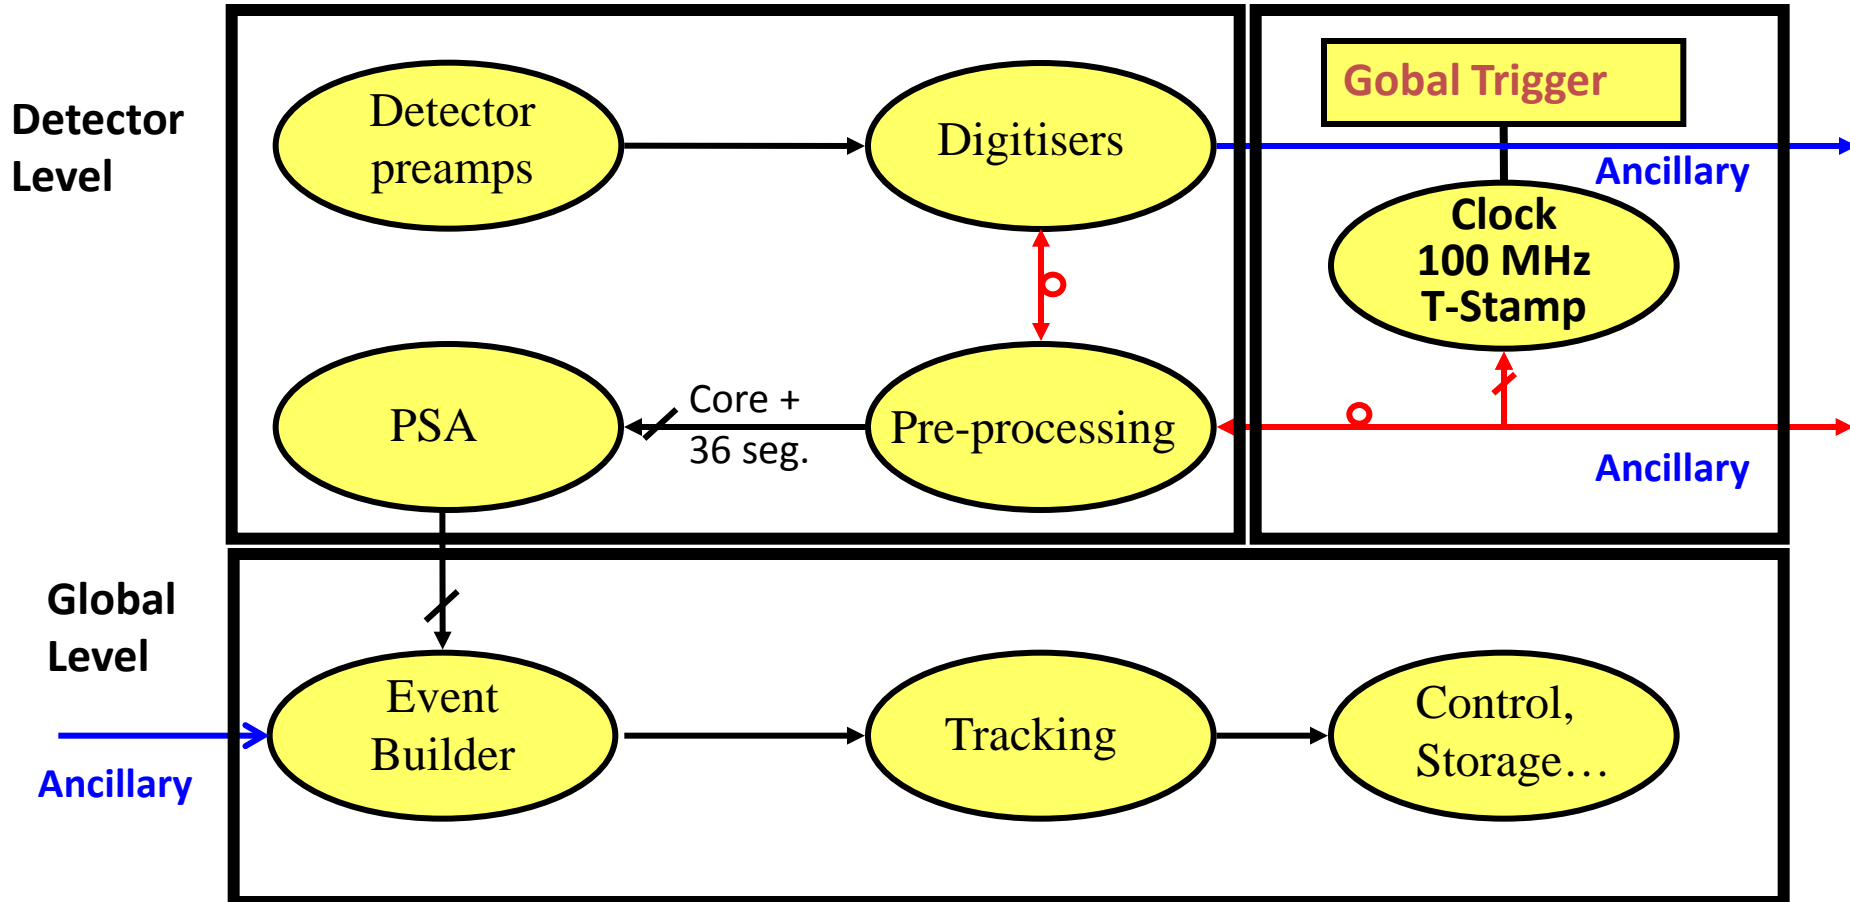 Detector
Level
Detector
preamps
Digitisers
Gobal Trigger
Ancillary
Clock
100 MHz
T-Stamp
PSA
Core +
36 seg.
Pre-processing
Ancillary
Global
Level
Event
Builder
Tracking
Control,
Storage…
Ancillary